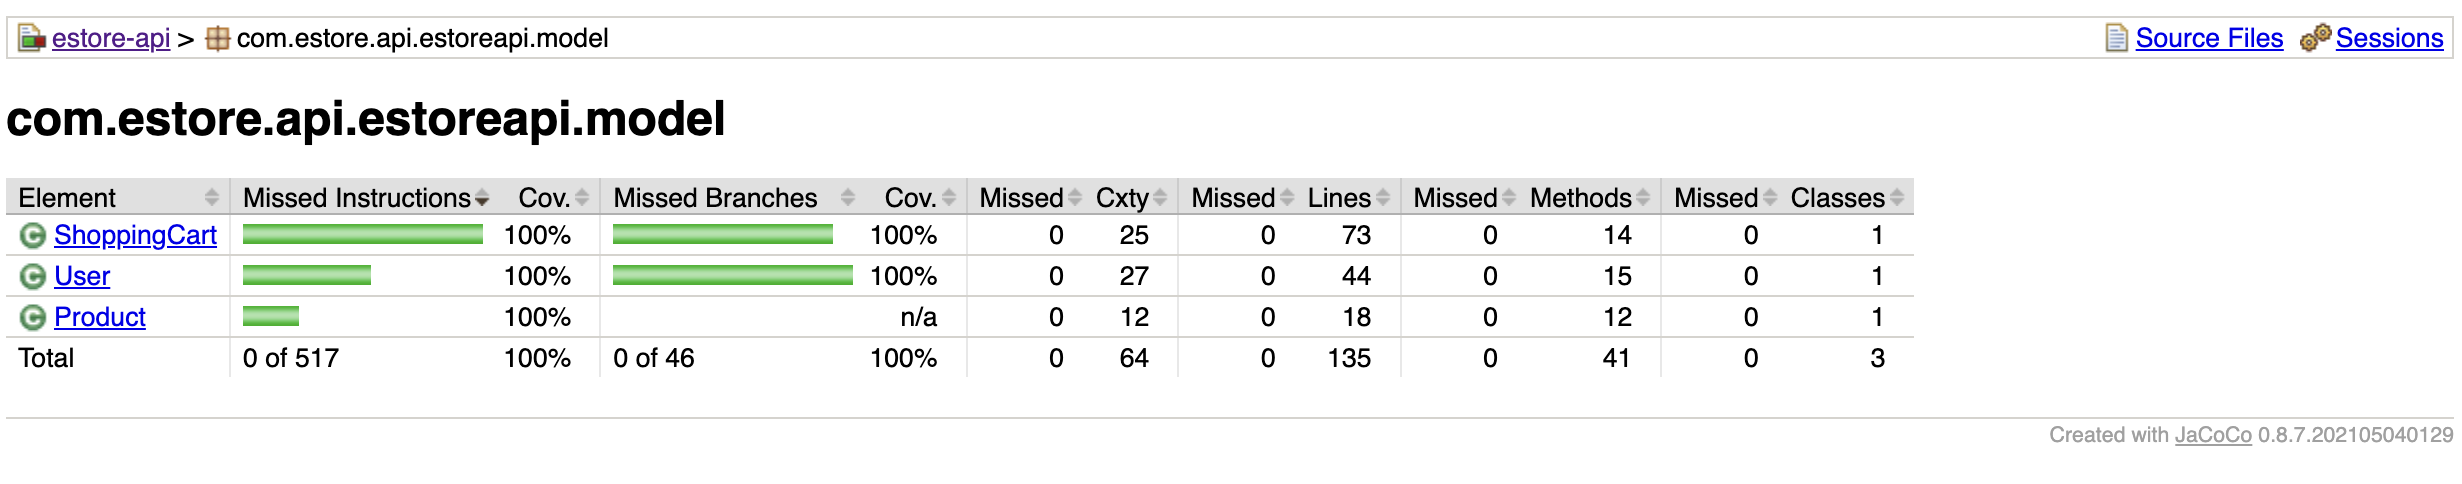 estore-api > com.estore.api.estoreapi.model Source Files Sessions
com.estore.api.estoreapi.model
Element Missed Instructions Cov. Missed Branches Cov. Missed Cxty Missed Lines Missed Methods Missed Classes
C ShoppingCart 100% 100% 0 25 0 73 0 14 0 1
C User 100% 100% 0 27 0 44 0 15 0 1
C Product 100% n/a 0 12 0 18 0 12 0 1
Total 0 of 517 100% 0 of 46 100% 0 64 0 135 0 41 0 3
Created with JaCoCo 0.8.7.202105040129